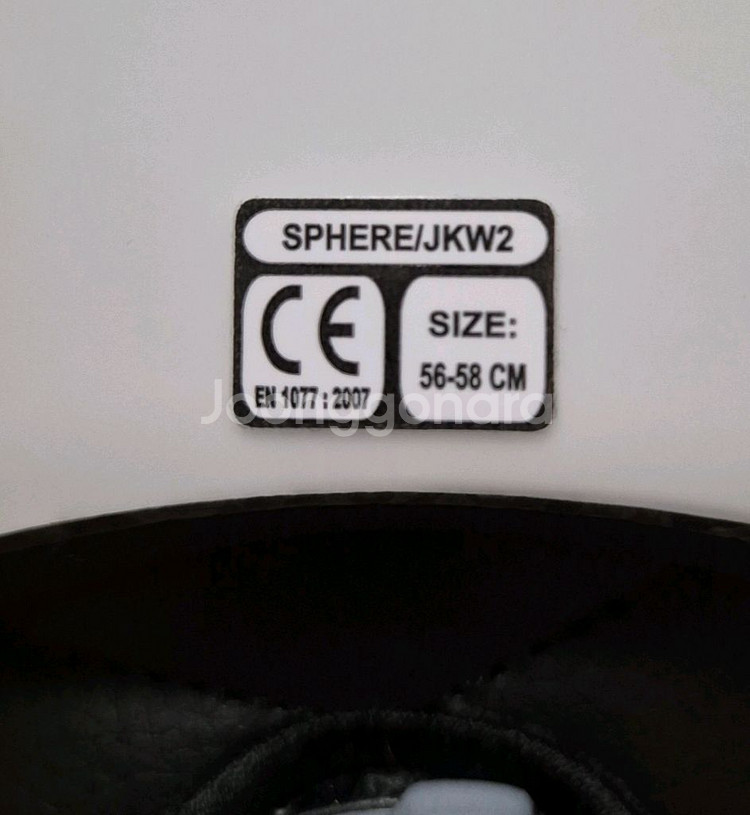 SPHERE/JKW2
CE
EN 1077 : 2007
SIZE:
56-58 CM
Joonggonara